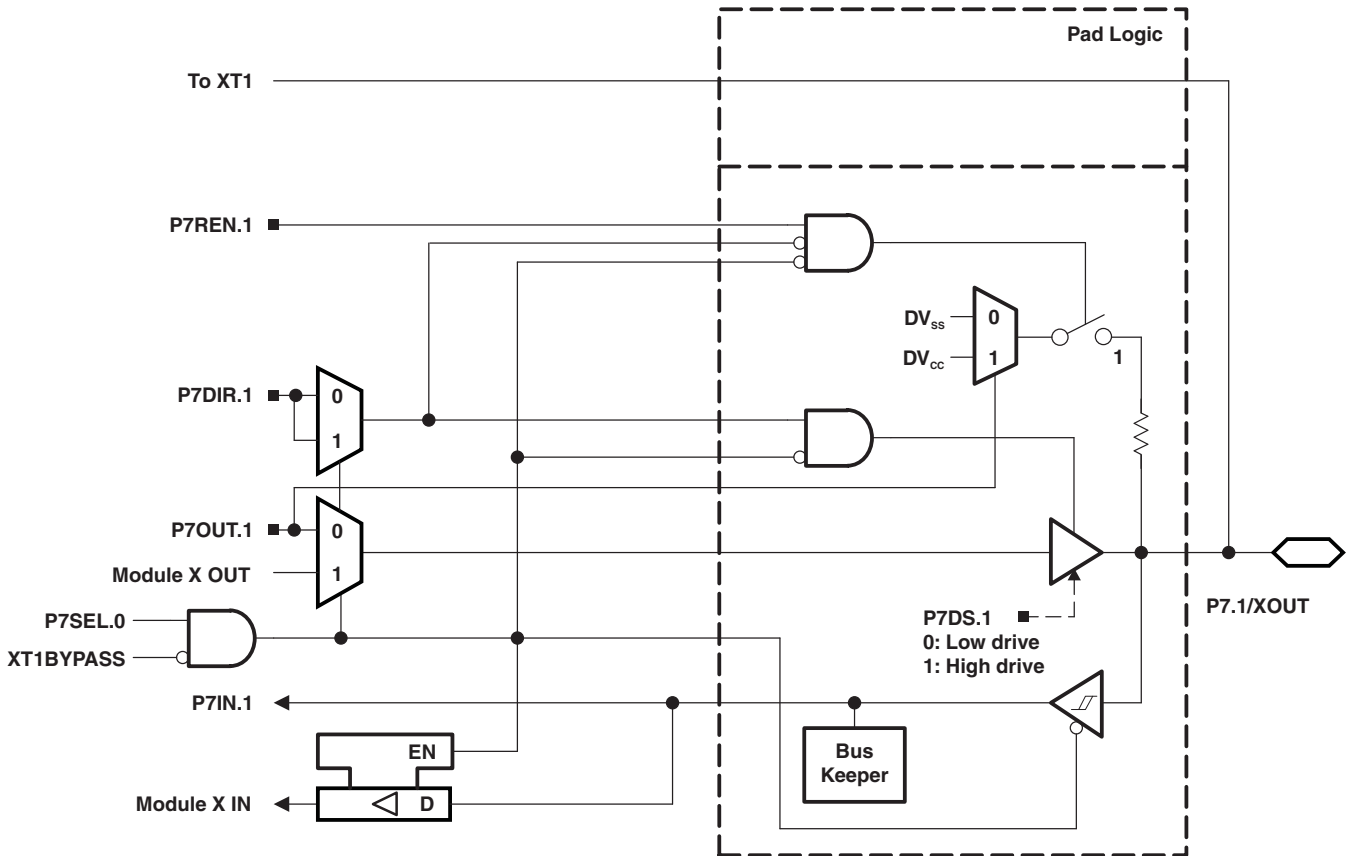 Pad Logic
To XT1
P7REN.1
DVss
0
DVcc
1
1
P7DIR.1
0
1
P7OUT.1
0
Module X OUT
1
P7SEL.0
XT1BYPASS
P7DS.1
0: Low drive
1: High drive
P7.1/XOUT
P7IN.1
Bus
Keeper
EN
Module X IN
D